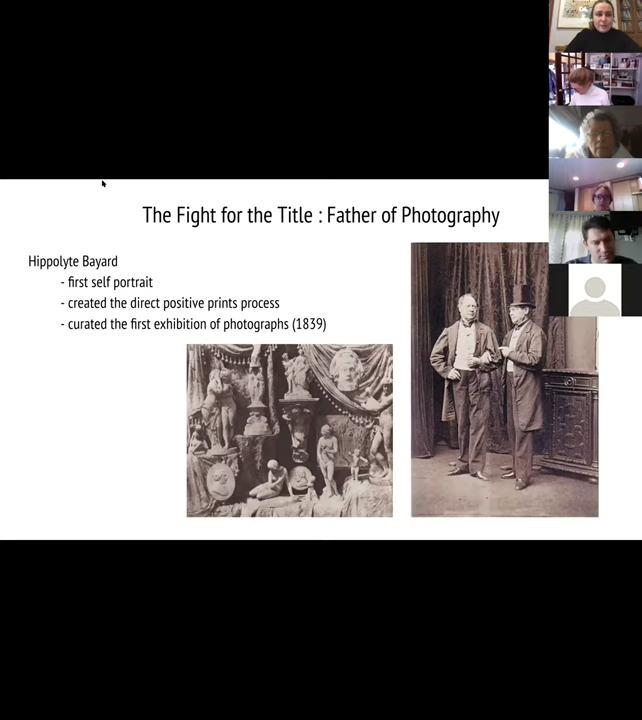 The Fight for the Title : Father of Photography
Hippolyte Bayard
- first self portrait
- created the direct positive prints process
- curated the first exhibition of photographs (1839)